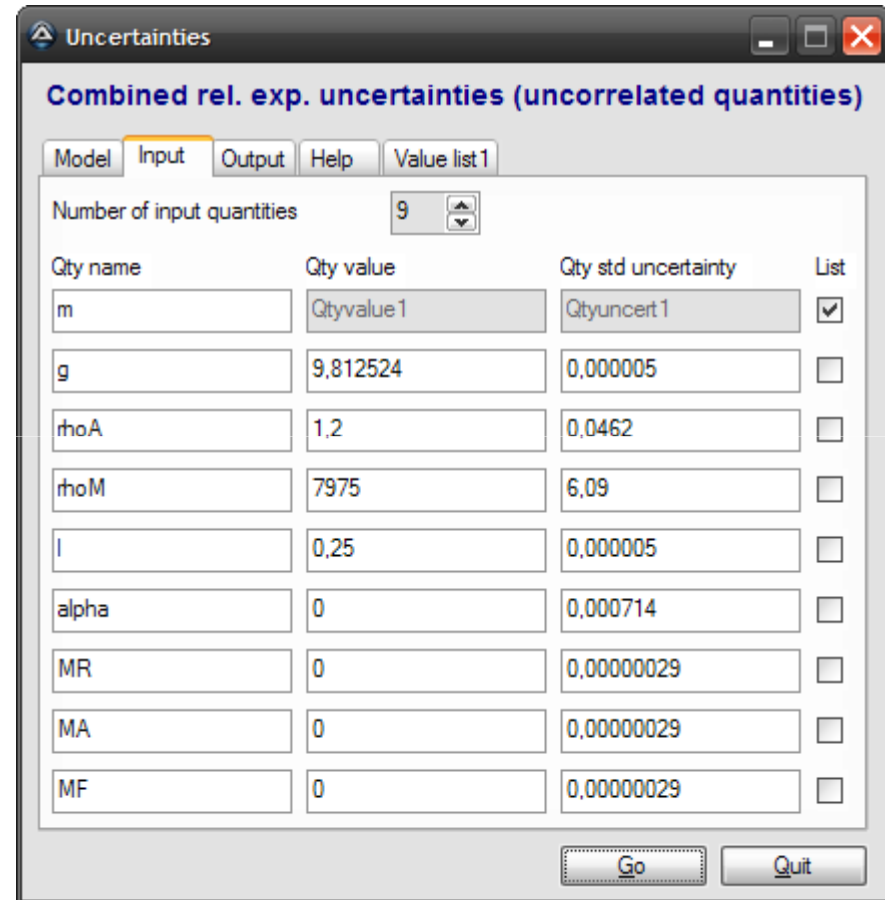 Uncertainties
Combined rel. exp. uncertainties (uncorrelated quantities)
Model Input Output Help Value list1
Number of input quantities 9
Qty name Qty value Qty std uncertainty List
m Qtyvalue1 Qtyuncert1
g 9,812524 0,000005
rhoA 1,2 0,0462
rhoM 7975 6,09
l 0,25 0,000005
alpha 0 0,000714
MR 0 0,00000029
MA 0 0,00000029
MF 0 0,00000029
Go Quit